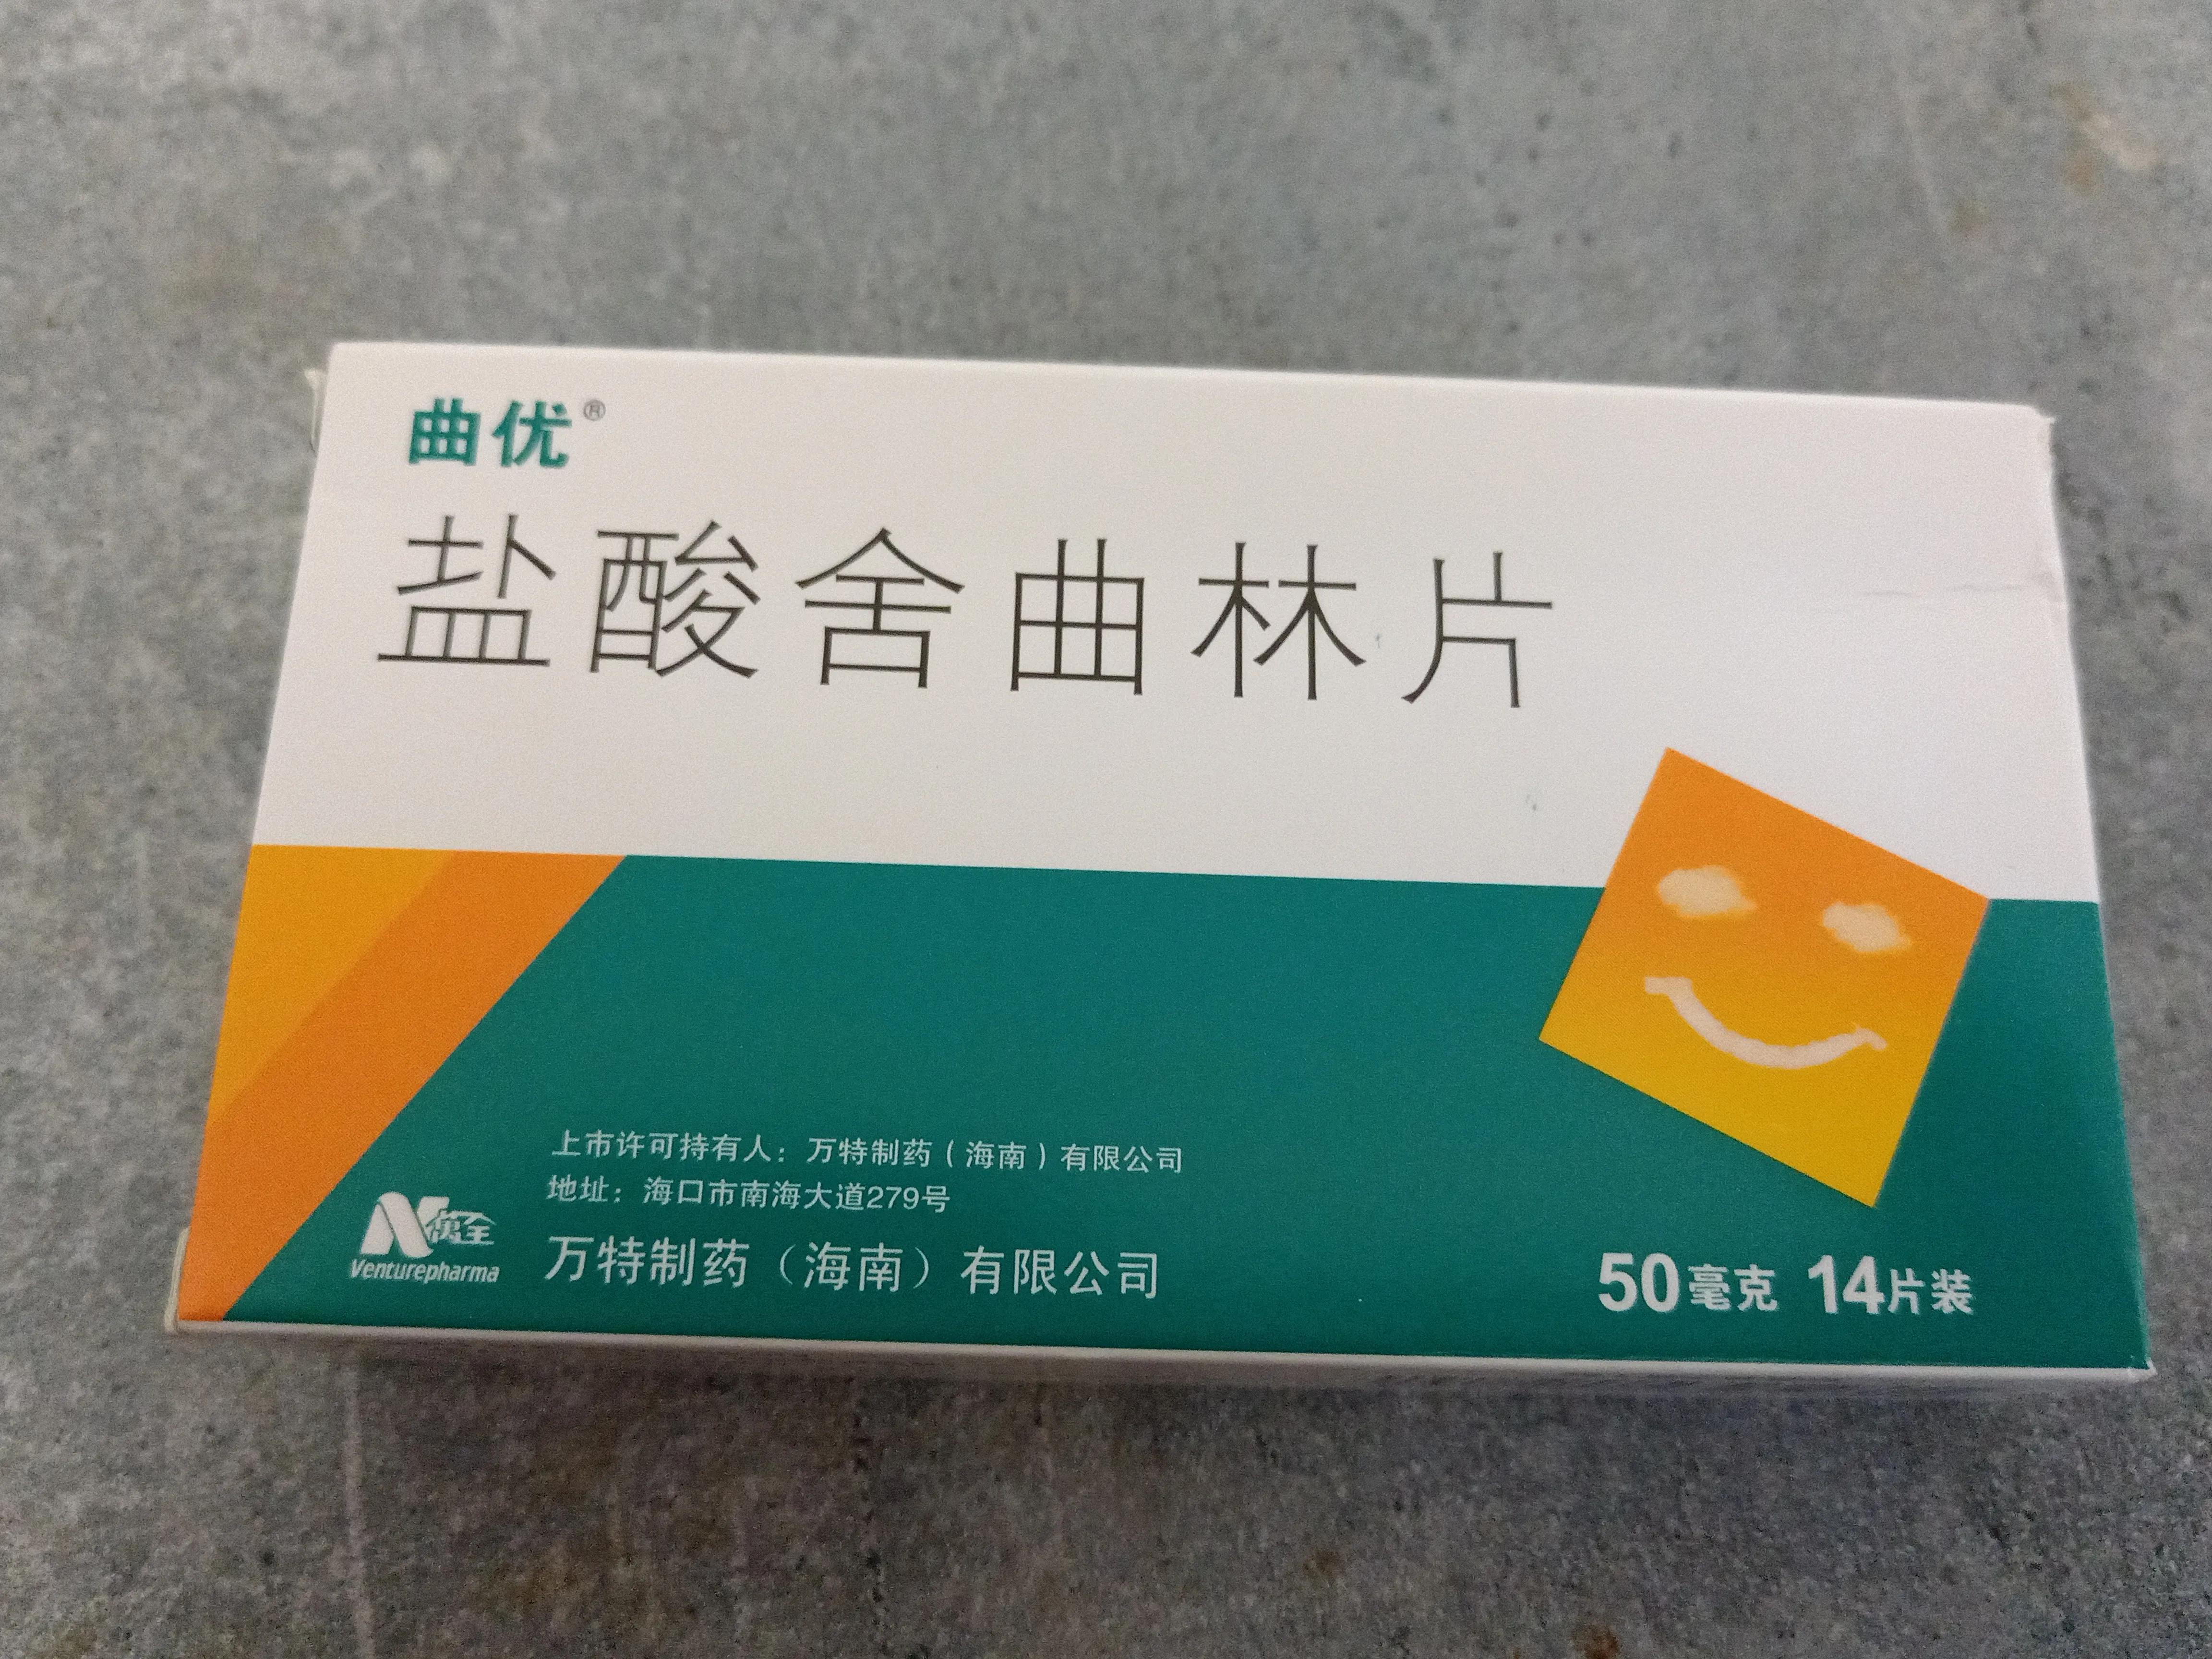 曲优®
盐酸舍曲林片
上市许可持有人：万特制药（海南）有限公司
地址：海口市南海大道279号
萬全
Venturepharma
万特制药（海南）有限公司
50毫克 14片装